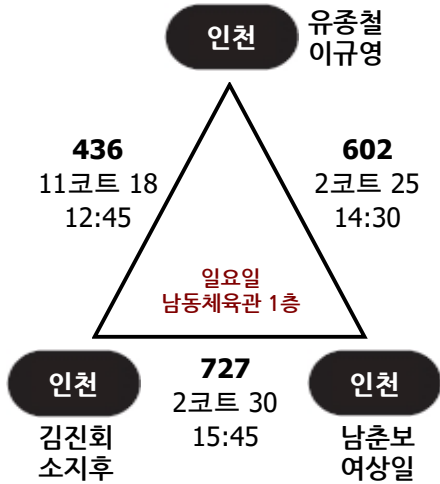 인천
유종철
이규영
436
11코트 18
12:45
602
2코트 25
14:30
일요일
남동체육관 1층
인천
김진회
소지후
727
2코트 30
15:45
인천
남춘보
여상일